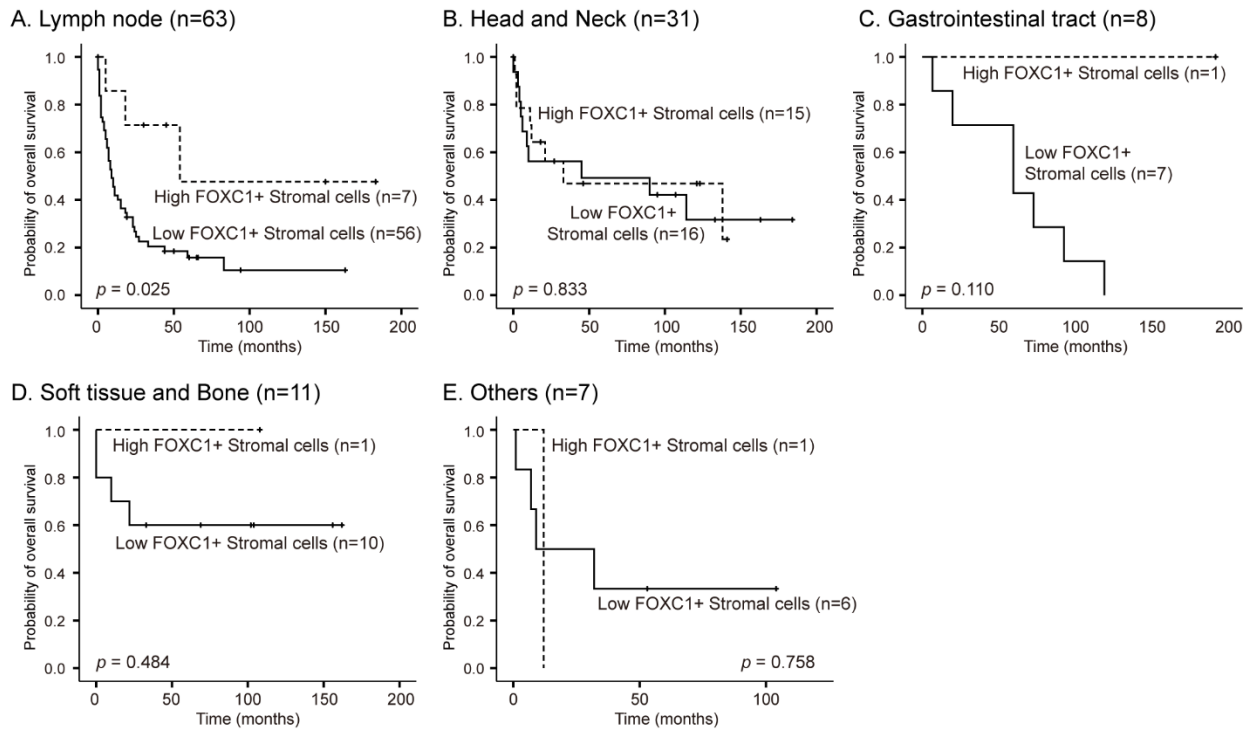 A. Lymph node (n=63)
Probability of overall survival
1.0
0.8
0.6
0.4
0.2
0.0
High FOXC1+ Stromal cells (n=7)
Low FOXC1+ Stromal cells (n=56)
p = 0.025
0 50 100 150 200
Time (months)
B. Head and Neck (n=31)
Probability of overall survival
1.0
0.8
0.6
0.4
0.2
0.0
High FOXC1+ Stromal cells (n=15)
Low FOXC1+
Stromal cells (n=16)
p = 0.833
0 50 100 150 200
Time (months)
C. Gastrointestinal tract (n=8)
Probability of overall survival
1.0
0.8
0.6
0.4
0.2
0.0
High FOXC1+ Stromal cells (n=1)
Low FOXC1+
Stromal cells (n=7)
p = 0.110
0 50 100 150 200
Time (months)
D. Soft tissue and Bone (n=11)
Probability of overall survival
1.0
0.8
0.6
0.4
0.2
0.0
High FOXC1+ Stromal cells (n=1)
Low FOXC1+ Stromal cells (n=10)
p = 0.484
0 50 100 150 200
Time (months)
E. Others (n=7)
Probability of overall survival
1.0
0.8
0.6
0.4
0.2
0.0
High FOXC1+ Stromal cells (n=1)
Low FOXC1+ Stromal cells (n=6)
p = 0.758
0 50 100
Time (months)